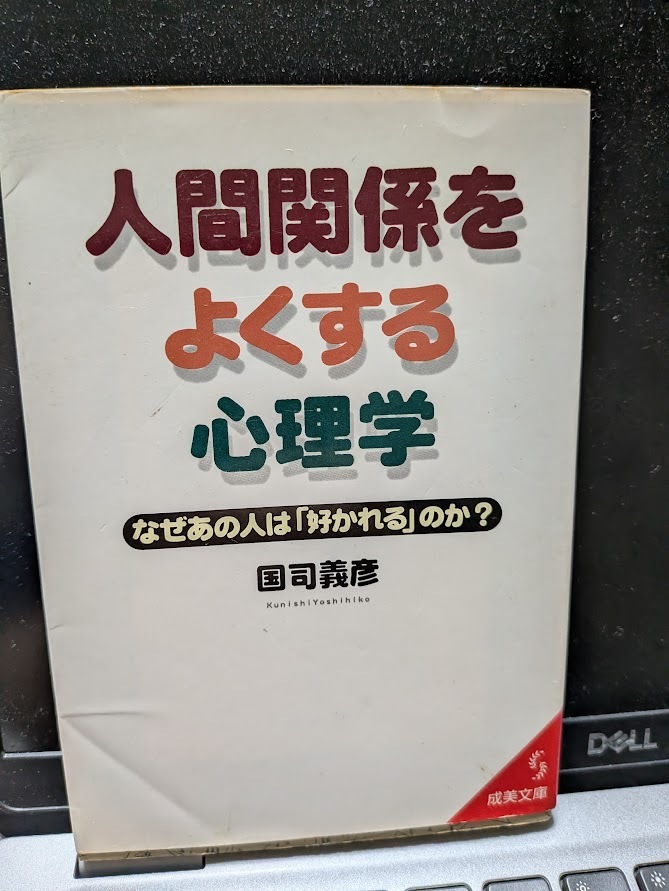 人間関係を
よくする
心理学
なぜあの人は「好かれる」のか?
国司義彦
KunishiYoshihiko
DELL
成美文庫